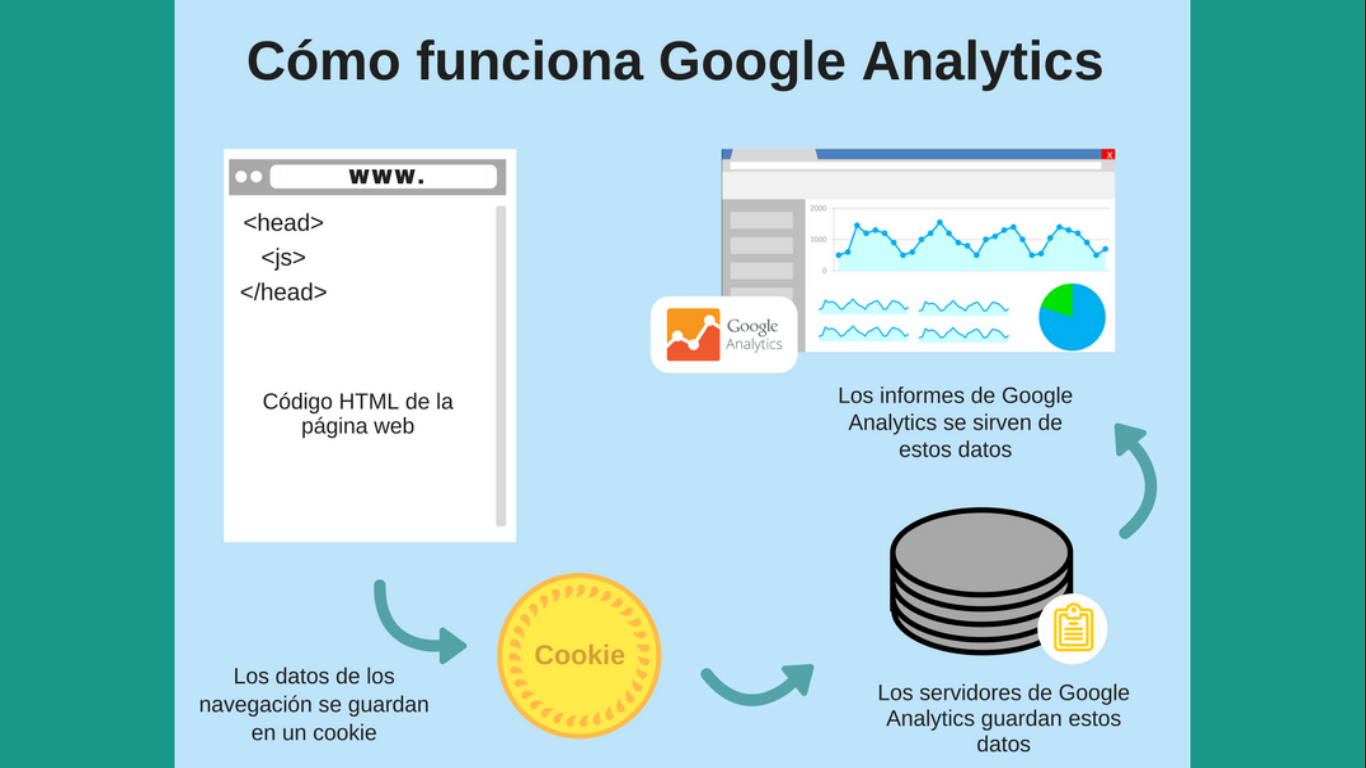 Cómo funciona Google Analytics
www.
<head>
<js>
</head>
Código HTML de la
página web
x
2000
1000
0
Google
Analytics
Los informes de Google
Analytics se sirven de
estos datos
Los datos de los
navegación se guardan
en un cookie
Cookie
Los servidores de Google
Analytics guardan estos
datos